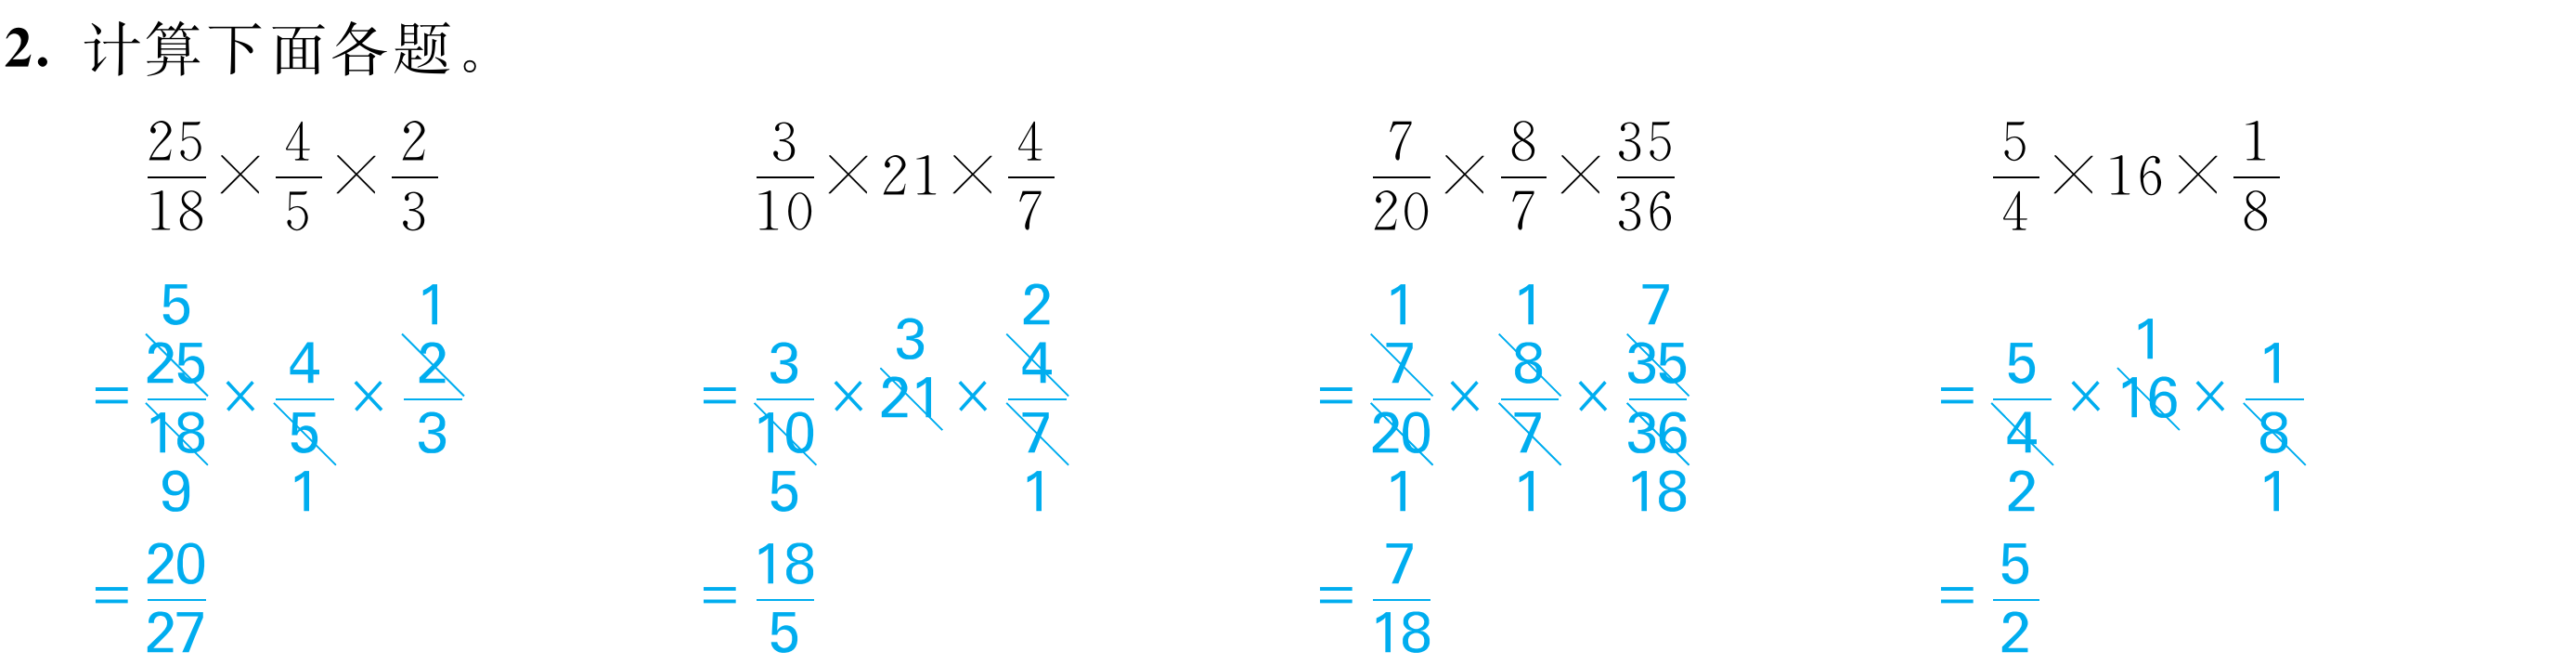 2. 计算下面各题。
25/18 × 4/5 × 2/3    3/10 × 21 × 4/7    7/20 × 8/7 × 35/36    5/4 × 16 × 1/8
5 1    3 2    1 1 7    1
= 25/18 × 4/5 × 2/3    = 3/10 × 21 × 4/7    = 7/20 × 8/7 × 35/36    = 5/4 × 16 × 1/8
9 1    5 1    1 1 18    2 1
= 20/27    = 18/5    = 7/18    = 5/2